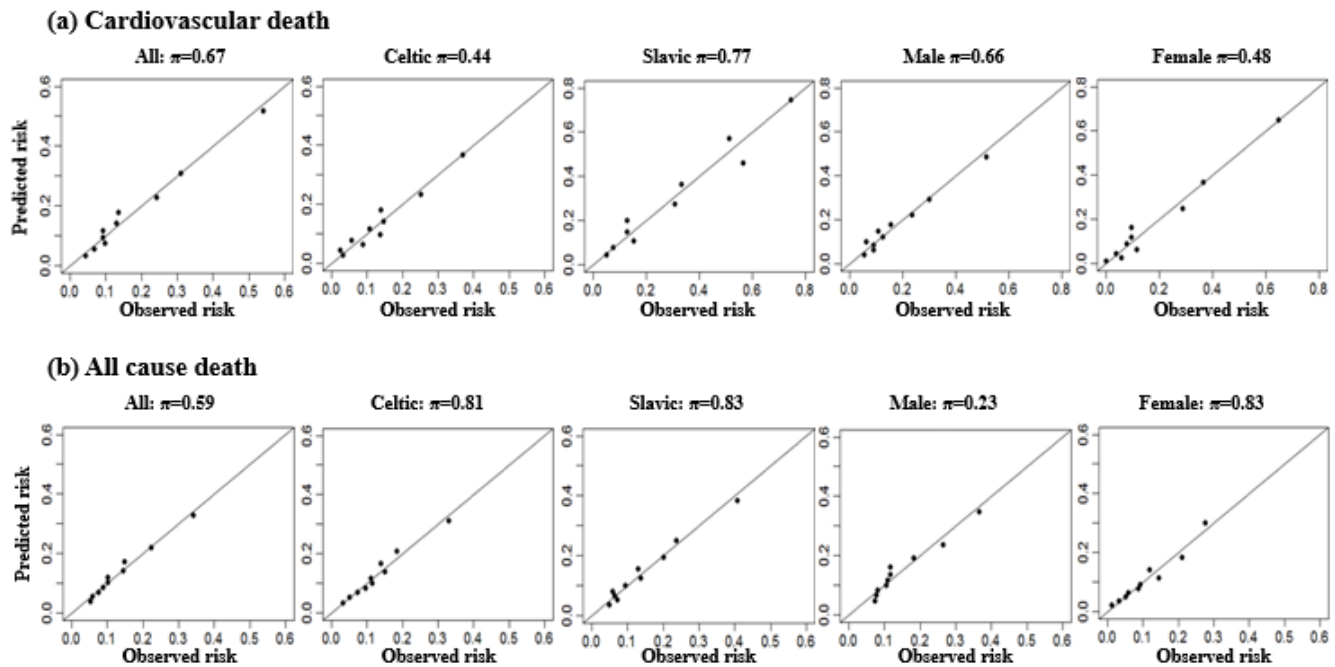 (a) Cardiovascular death
All: π=0.67 Celtic π=0.44 Slavic π=0.77 Male π=0.66 Female π=0.48
Predicted risk
0.0 0.2 0.4 0.6
0.0 0.1 0.2 0.3 0.4 0.5 0.6
Observed risk
0.0 0.2 0.4 0.6
0.0 0.1 0.2 0.3 0.4 0.5 0.6
Observed risk
0.0 0.2 0.4 0.6 0.8
0.0 0.2 0.4 0.6 0.8
Observed risk
0.0 0.2 0.4 0.6 0.8
0.0 0.2 0.4 0.6 0.8
Observed risk
0.0 0.2 0.4 0.6 0.8
0.0 0.2 0.4 0.6 0.8
Observed risk
(b) All cause death
All: π=0.59 Celtic: π=0.81 Slavic: π=0.83 Male: π=0.23 Female: π=0.83
Predicted risk
0.0 0.2 0.4 0.6
0.0 0.1 0.2 0.3 0.4 0.5 0.6
Observed risk
0.0 0.2 0.4 0.6
0.0 0.1 0.2 0.3 0.4 0.5 0.6
Observed risk
0.0 0.2 0.4 0.6
0.0 0.1 0.2 0.3 0.4 0.5 0.6
Observed risk
0.0 0.2 0.4 0.6
0.0 0.1 0.2 0.3 0.4 0.5 0.6
Observed risk
0.0 0.2 0.4 0.6
0.0 0.1 0.2 0.3 0.4 0.5 0.6
Observed risk